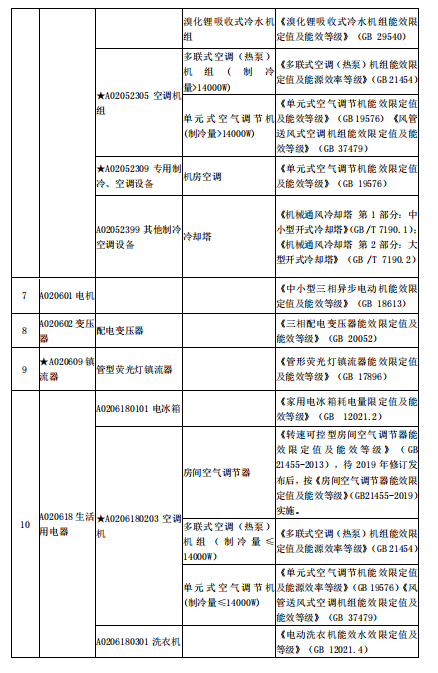 溴化锂吸收式冷水机
组
《溴化锂吸收式冷水机组能效限
定值及能效等级》（GB 29540）
★A02052305 空调机
组
多联式空调（热泵）
机组(制冷
量>14000W)
《多联式空调（热泵）机组能效限
定值及能源效率等级》（GB 21454）
单元式空气调节机
(制冷量>14000W)
《单元式空气调节机能效限定值
及能效等级》（GB 19576）《风管
送风式空调机组能效限定值及能
效等级》（GB 37479）
★A02052309 专用制
冷、空调设备
机房空调
《单元式空气调节机能效限定值
及能效等级》（GB 19576）
A02052399 其他制冷
空调设备
冷却塔
《机械通风冷却塔 第 1 部分：中
小型开式冷却塔》（GB /T 7190.1）；
《机械通风冷却塔 第 2 部分：大
型开式冷却塔》（GB /T 7190.2）
7
A020601 电机
《中小型三相异步电动机能效限
定值及能效等级》（GB 18613）
8
A020602 变压
器
配电变压器
《三相配电变压器能效限定值及
能效等级》（GB 20052）
9
★A020609 镇
流器
管型荧光灯镇流器
《管形荧光灯镇流器能效限定值
及能效等级》（GB 17896）
10
A020618 生活
用电器
A0206180101 电冰箱
《家用电冰箱耗电量限定值及能
效等级》（GB 12021.2）
★A0206180203 空调
机
房间空气调节器
《转速可控型房间空气调节器能
效限定值及能效等级》（GB
21455-2013），待 2019 年修订发
布后，按《房间空气调节器能效限
定值及能效等级》（GB21455-2019）
实施。
多联式空调（热泵）
机组（制冷量≤
14000W）
《多联式空调（热泵）机组能效限
定值及能源效率等级》（GB 21454）
单元式空气调节机
(制冷量≤14000W)
《单元式空气调节机能效限定值
及能源效率等级》（GB 19576）《风
管送风式空调机组能效限定值及
能效等级》（GB 37479）
A0206180301 洗衣机
《电动洗衣机能效水效限定值及
等级》（GB 12021.4）